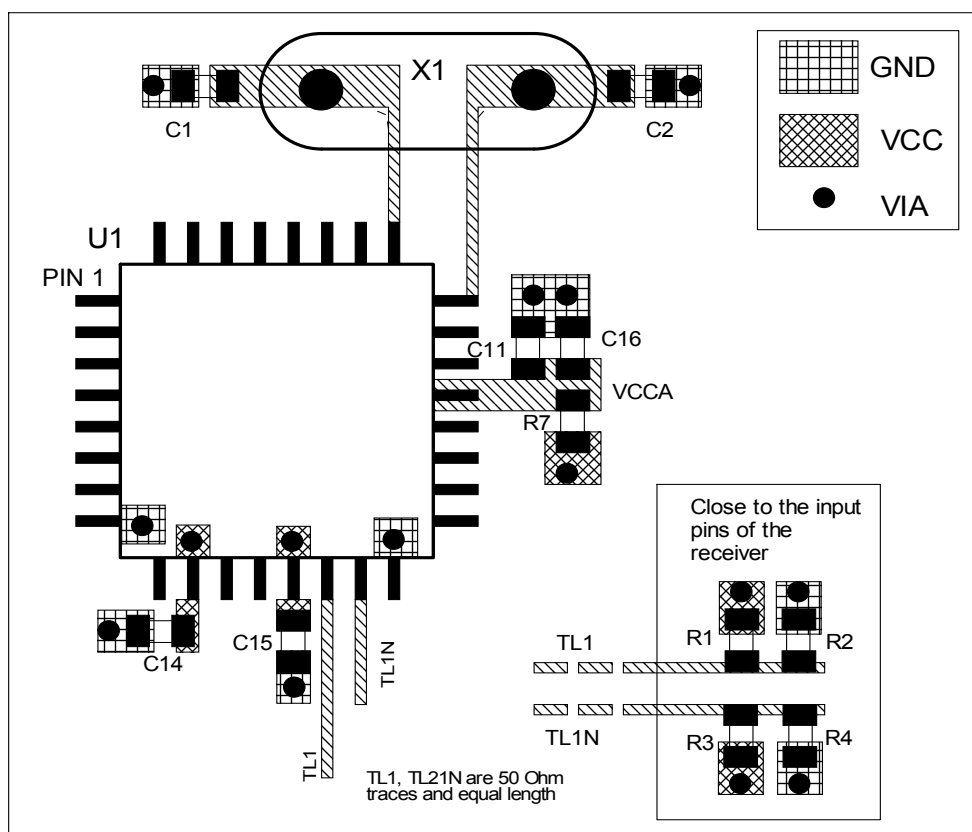 X1
C1
C2
GND
VCC
VIA
U1
PIN 1
C11
C16
VCCA
R7
Close to the input
pins of the
receiver
C14
C15
TL1
TL1N
R1
R2
TL1
TL1N
R3
R4
TL1, TL21N are 50 Ohm
traces and equal length